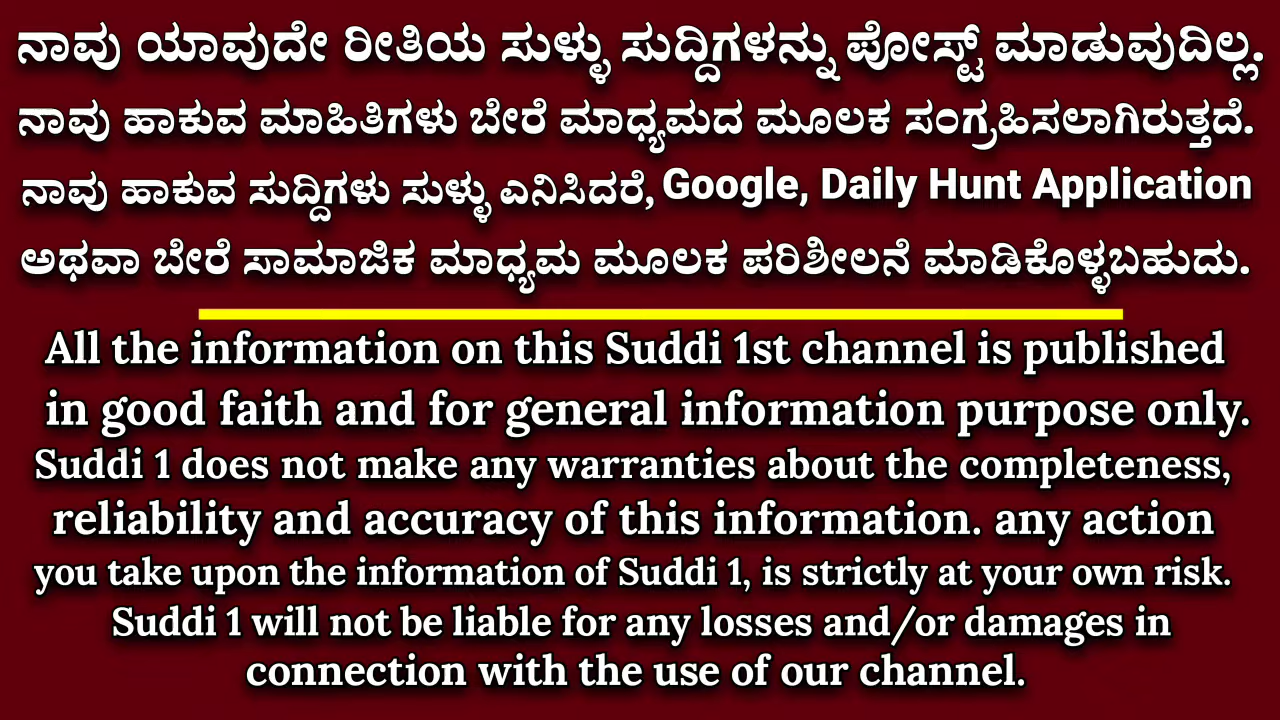 ನಾವು ಯಾವುದೇ ರೀತಿಯ ಸುಳ್ಳು ಸುದ್ದಿಗಳನ್ನು ಪೋಸ್ಟ್ ಮಾಡುವುದಿಲ್ಲ.
ನಾವು ಹಾಕುವ ಮಾಹಿತಿಗಳು ಬೇರೆ ಮಾಧ್ಯಮದ ಮೂಲಕ ಸಂಗ್ರಹಿಸಲಾಗಿರುತ್ತದೆ.
ನಾವು ಹಾಕುವ ಸುದ್ದಿಗಳು ಸುಳ್ಳು ಎನಿಸಿದರೆ, Google, Daily Hunt Application
ಅಥವಾ ಬೇರೆ ಸಾಮಾಜಿಕ ಮಾಧ್ಯಮ ಮೂಲಕ ಪರಿಶೀಲನೆ ಮಾಡಿಕೊಳ್ಳಬಹುದು.
All the information on this Suddi 1st channel is published
in good faith and for general information purpose only.
Suddi 1 does not make any warranties about the completeness,
reliability and accuracy of this information. any action
you take upon the information of Suddi 1, is strictly at your own risk.
Suddi 1 will not be liable for any losses and/or damages in
connection with the use of our channel.